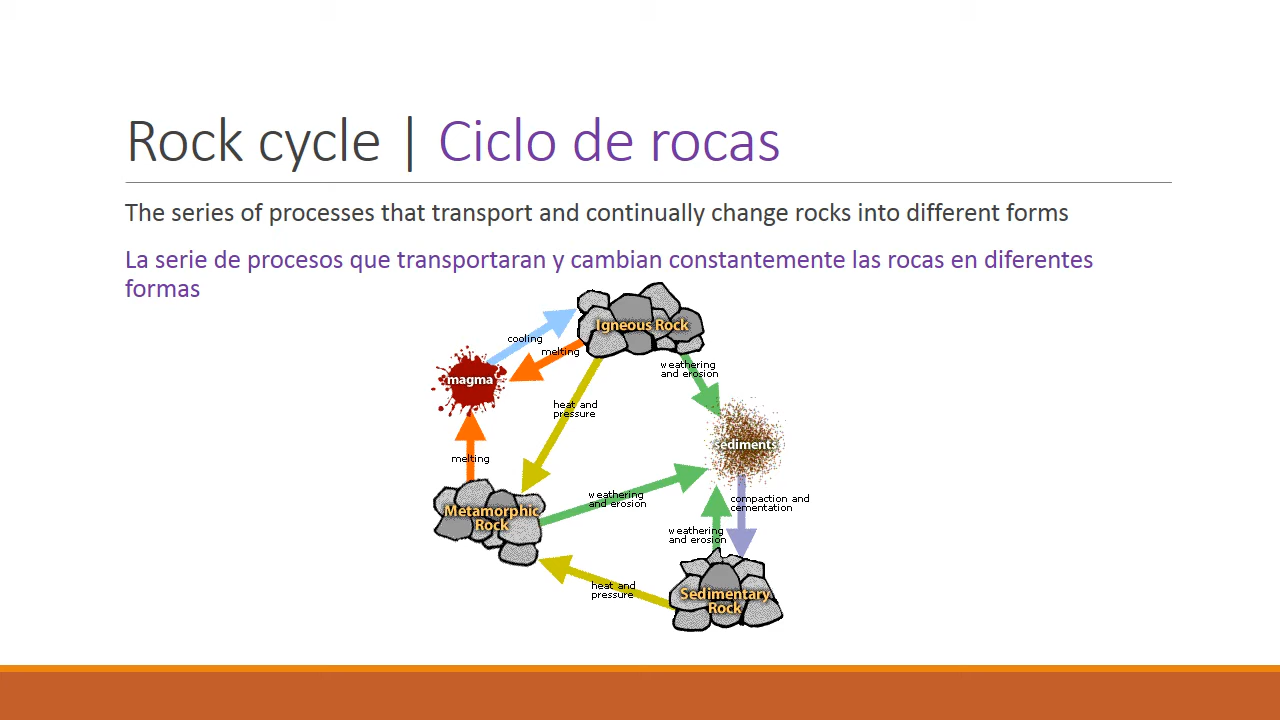 Rock cycle | Ciclo de rocas
The series of processes that transport and continually change rocks into different forms
La serie de procesos que transportaran y cambian constantemente las rocas en diferentes
formas
Igneous Rock
cooling
melting
magma
weathering
and erosion
heat and
pressure
sediments
melting
weathering
and erosion
compaction and
cementation
Metamorphic
Rock
weathering
and erosion
heat and
pressure
Sedimentary
Rock